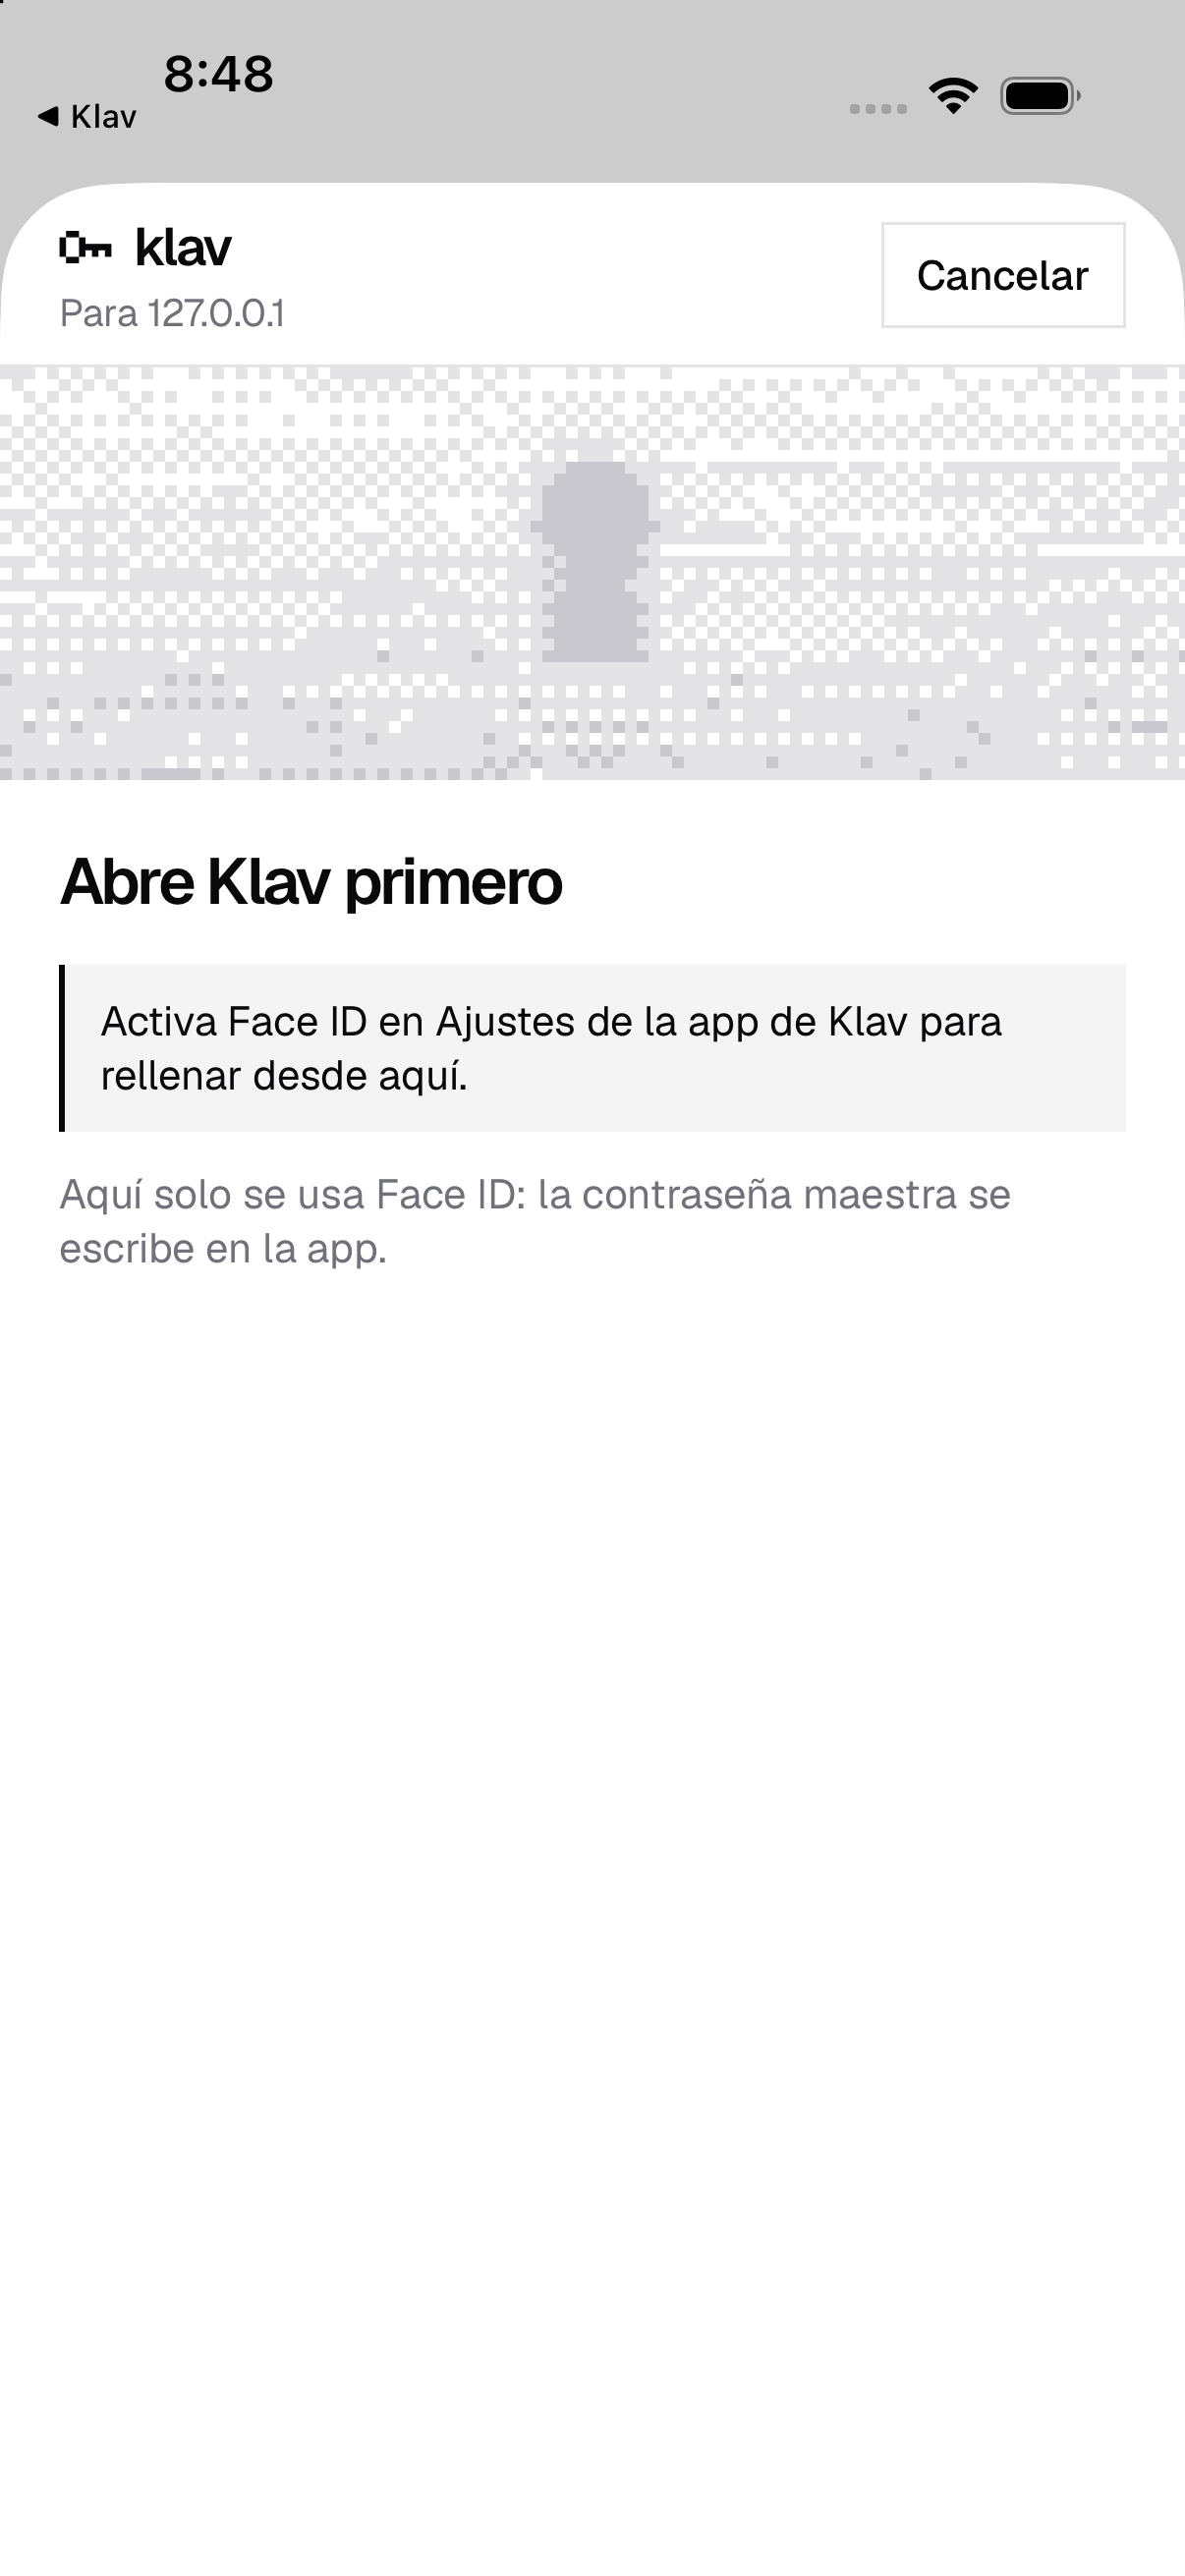 8:48
◀ Klav
klav
Para 127.0.0.1
Cancelar
Abre Klav primero
Activa Face ID en Ajustes de la app de Klav para
rellenar desde aquí.
Aquí solo se usa Face ID: la contraseña maestra se
escribe en la app.